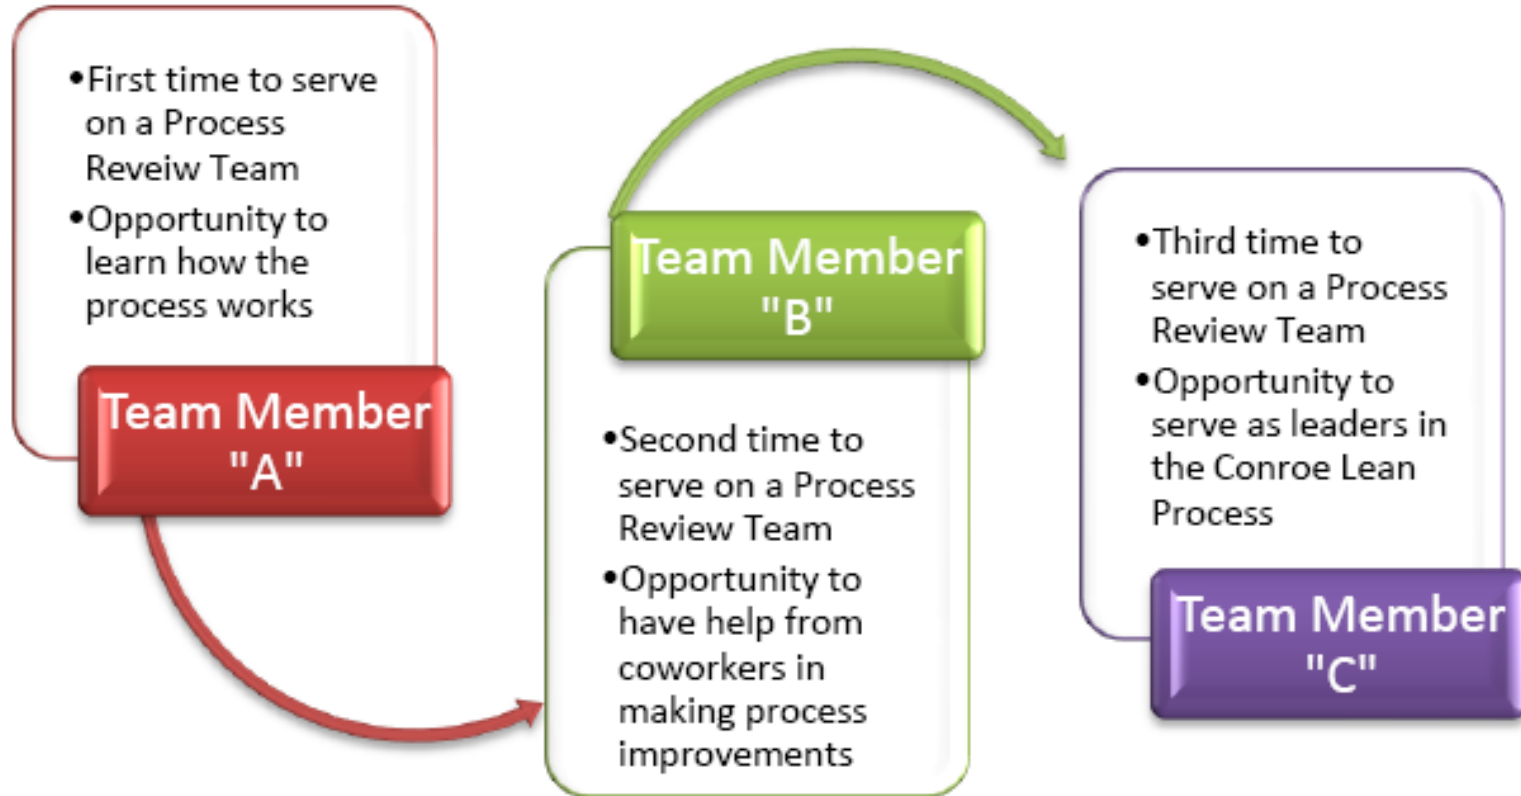 •First time to serve
on a Process
Reveiw Team
•Opportunity to
learn how the
process works
Team Member
"A"
Team Member
"B"
•Second time to
serve on a Process
Review Team
•Opportunity to
have help from
coworkers in
making process
improvements
•Third time to
serve on a Process
Review Team
•Opportunity to
serve as leaders in
the Conroe Lean
Process
Team Member
"C"